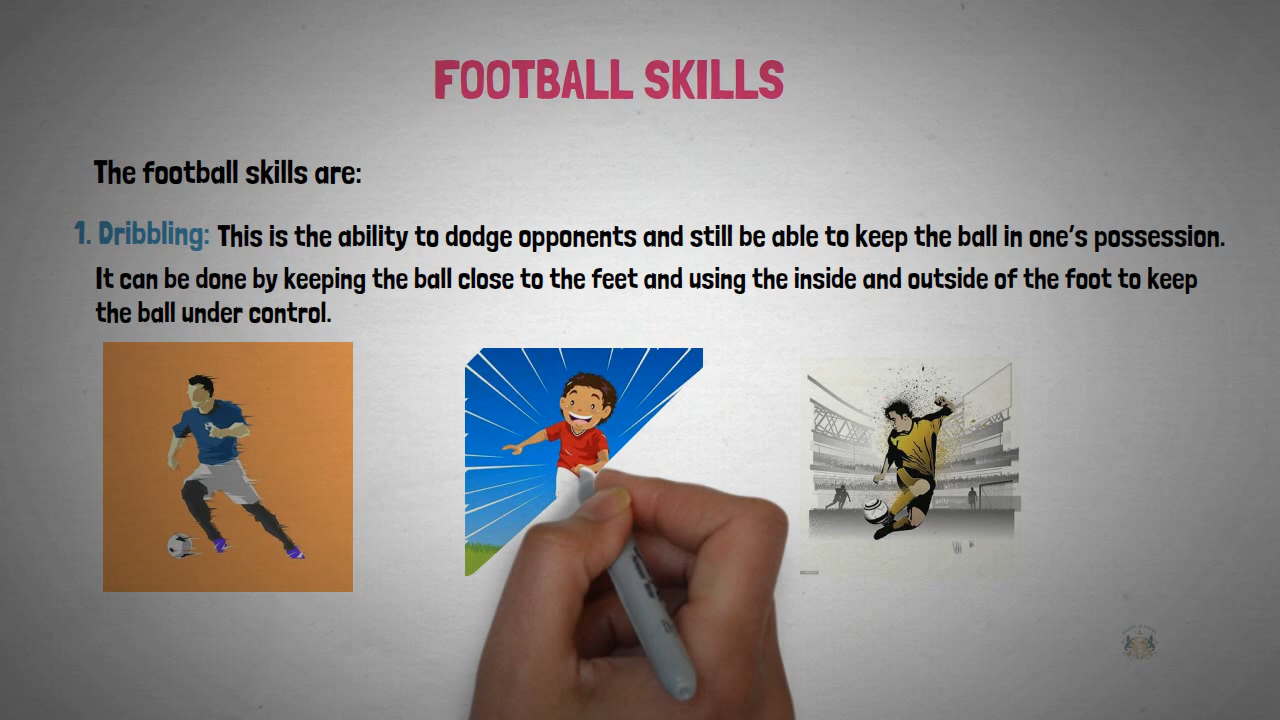 FOOTBALL SKILLS
The football skills are:
1. Dribbling: This is the ability to dodge opponents and still be able to keep the ball in one's possession.
It can be done by keeping the ball close to the feet and using the inside and outside of the foot to keep
the ball under control.